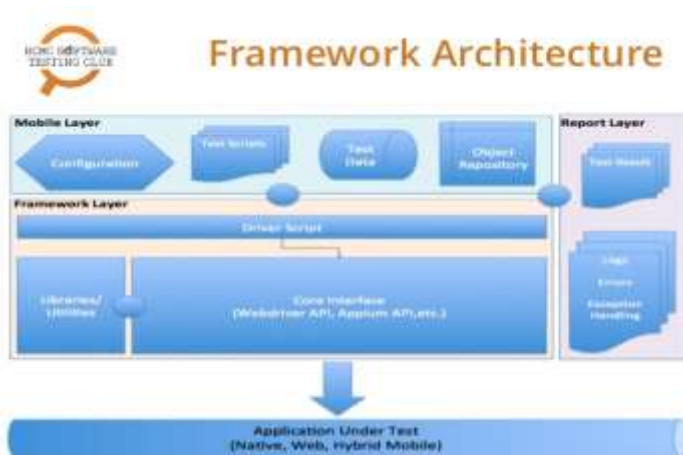 HCMC SOFTWARE
TESTING CLUB
Framework Architecture
Mobile Layer
Configuration
Test Scripts
Test
Data
Object
Repository
Report Layer
Test Result
Framework Layer
Driver Script
Libraries/
Utilities
Core Interface
(Webdriver API, Appium API,etc.)
Logs
Errors
Exception
Handling
Application Under Test
(Native, Web, Hybrid Mobile)